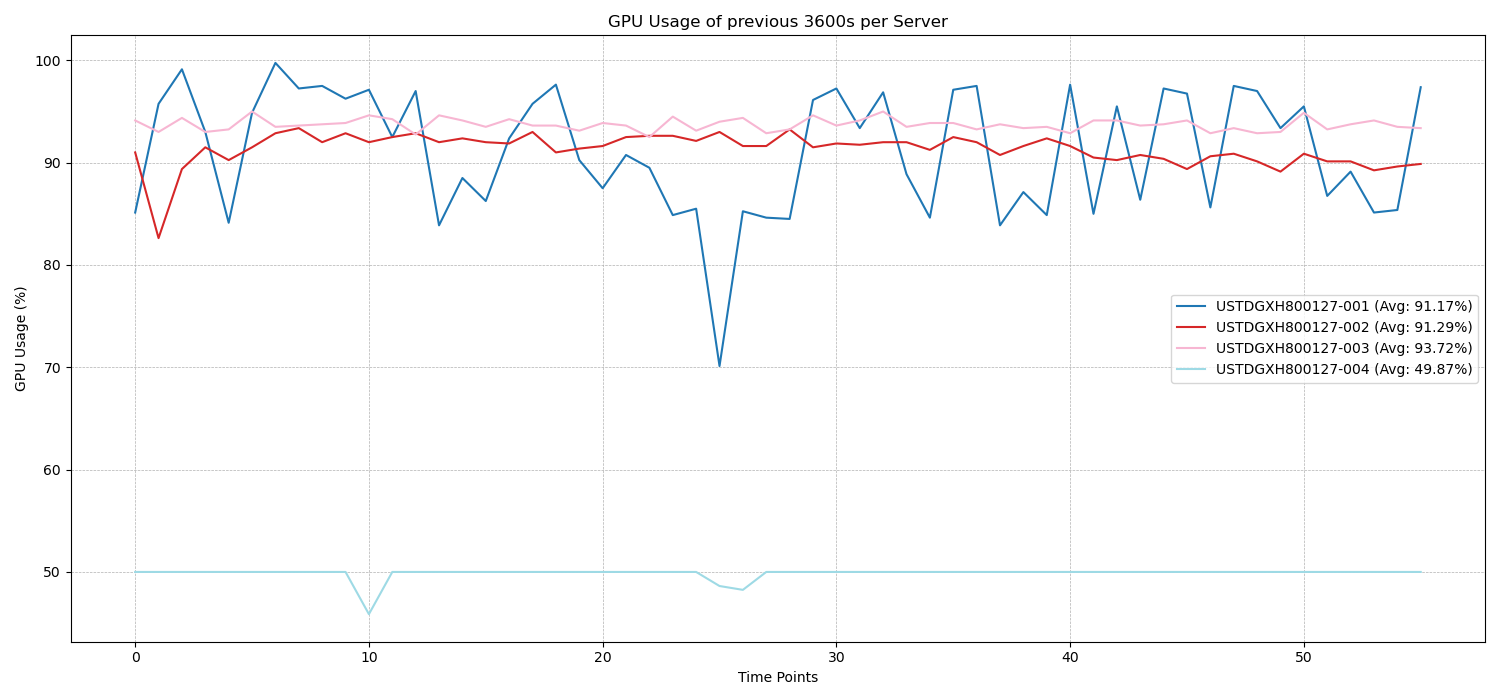 GPU Usage of previous 3600s per Server
GPU Usage (%)
100
90
80
70
60
50
USTDGXH800127-001 (Avg: 91.17%)
USTDGXH800127-002 (Avg: 91.29%)
USTDGXH800127-003 (Avg: 93.72%)
USTDGXH800127-004 (Avg: 49.87%)
0 10 20 30 40 50
Time Points